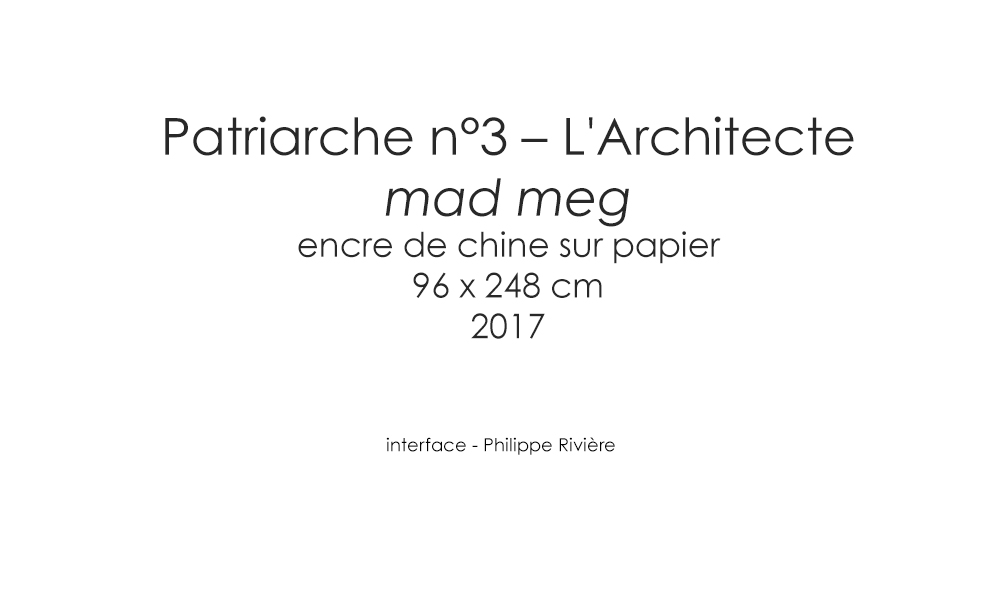 Patriarche n°3 – L'Architecte
mad meg
encre de chine sur papier
96 x 248 cm
2017
interface - Philippe Rivière